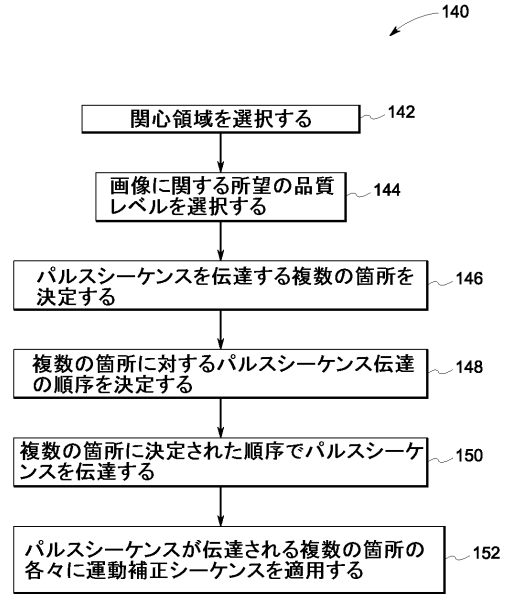 140
関心領域を選択する
142
画像に関する所望の品質
レベルを選択する
144
パルスシーケンスを伝達する複数の箇所を
決定する
146
複数の箇所に対するパルスシーケンス伝達
の順序を決定する
148
複数の箇所に決定された順序でパルスシーケ
ンスを伝達する
150
パルスシーケンスが伝達される複数の箇所の
各々に運動補正シーケンスを適用する
152